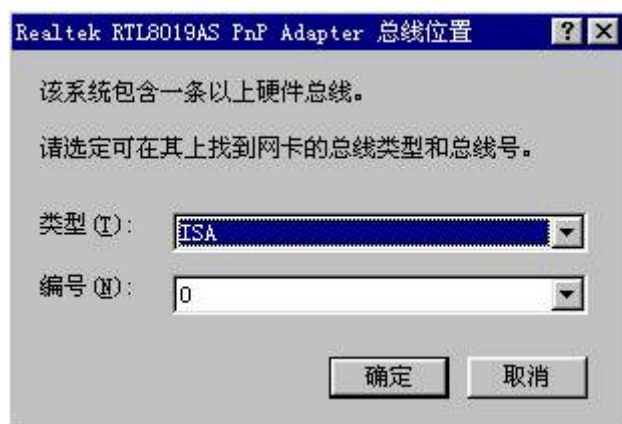 Realtek RTL8019AS PnP Adapter 总线位置
该系统包含一条以上硬件总线。
请选定可在其上找到网卡的总线类型和总线号。
类型(T): ISA
编号(N): 0
确定 取消